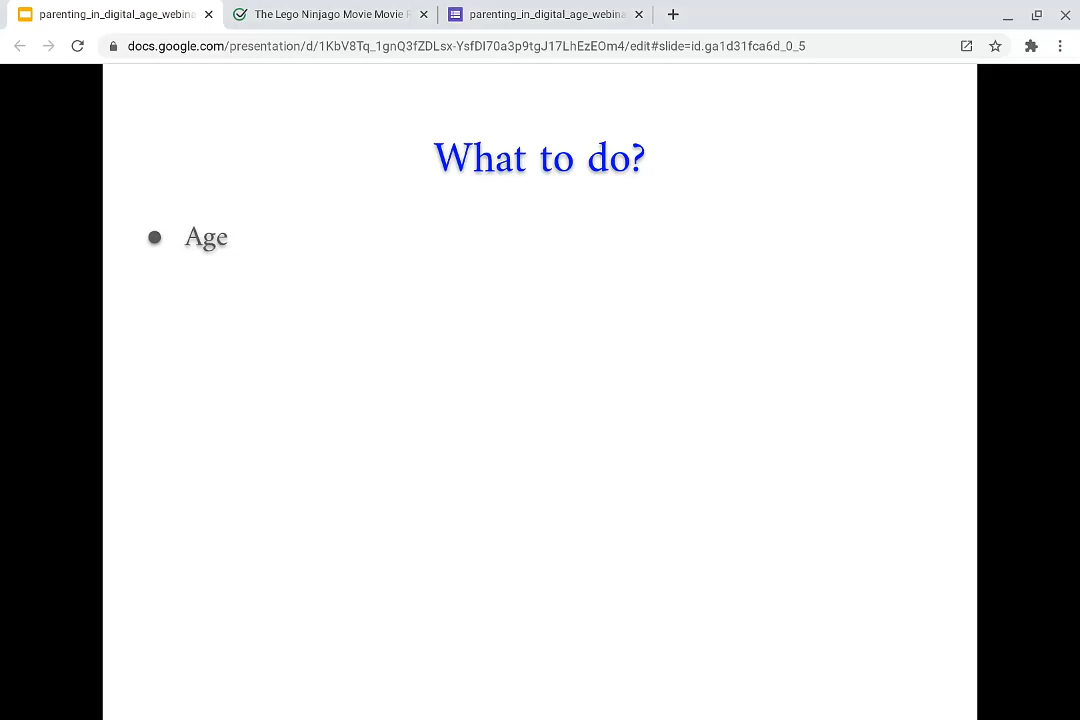 parenting_in_digital_age_webina
The Lego Ninjago Movie Movie
parenting_in_digital_age_webina
docs.google.com/presentation/d/1KbV8Tq_1gnQ3fZDLsx-YsfDI70a3p9tgJ17LhEzEOm4/edit#slide=id.ga1d31fca6d_0_5
What to do?
● Age